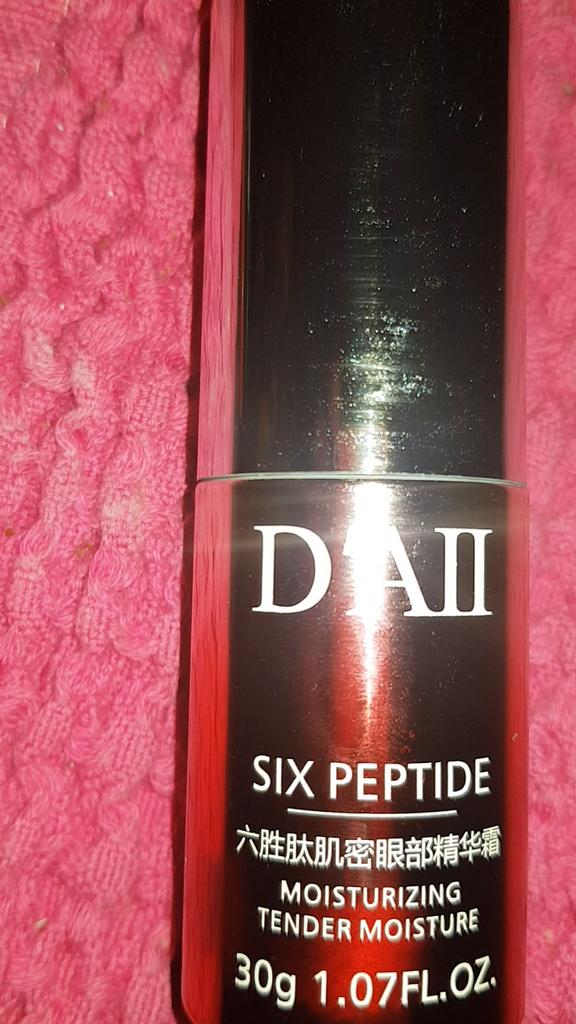 D'AII
SIX PEPTIDE
六胜肽肌密眼部精华霜
MOISTURIZING
TENDER MOISTURE
30g 1.07FL.OZ.